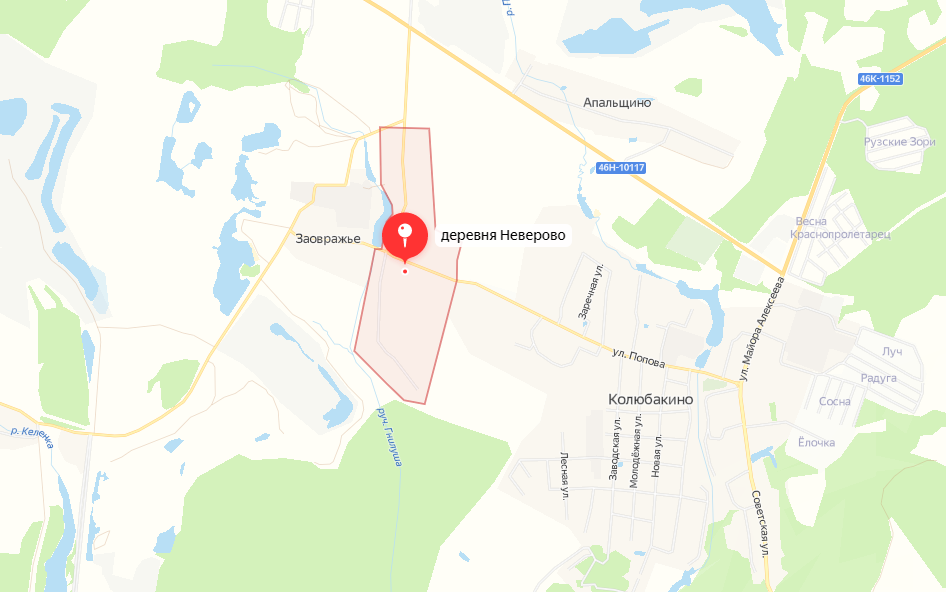 р. П
46К-1152
Апальщино
Рузские Зори
46Н-10117
Весна
Краснопролетарец
деревня Неверово
Заовражье
Заречная ул.
ул. Майора Алексеева
ул. Попова
Луч
Радуга
Колюбакино
Сосна
р. Келенка
руч. Гнилуша
Заводская ул.
Молодёжная ул.
Новая ул.
Ёлочка
Лесная ул.
Советская ул.